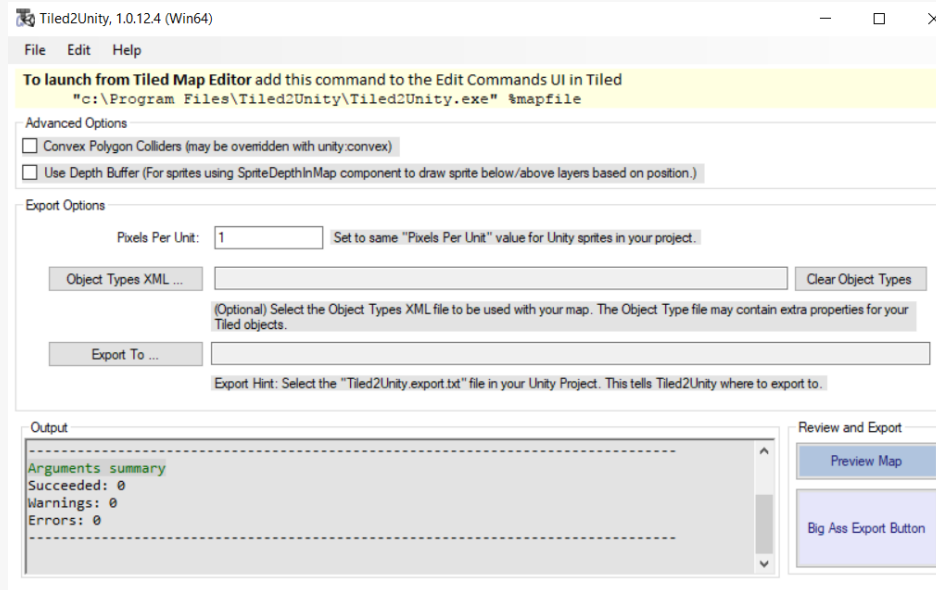 Tiled2Unity, 1.0.12.4 (Win64)
File Edit Help
To launch from Tiled Map Editor add this command to the Edit Commands UI in Tiled
"c:\Program Files\Tiled2Unity\Tiled2Unity.exe" %mapfile
Advanced Options
Convex Polygon Colliders (may be overridden with unity:convex)
Use Depth Buffer (For sprites using SpriteDepthInMap component to draw sprite below/above layers based on position.)
Export Options
Pixels Per Unit: 1 Set to same "Pixels Per Unit" value for Unity sprites in your project.
Object Types XML ... Clear Object Types
(Optional) Select the Object Types XML file to be used with your map. The Object Type file may contain extra properties for your
Tiled objects.
Export To ...
Export Hint: Select the "Tiled2Unity.export.txt" file in your Unity Project. This tells Tiled2Unity where to export to.
Output
Arguments summary
Succeeded: 0
Warnings: 0
Errors: 0
Review and Export
Preview Map
Big Ass Export Button